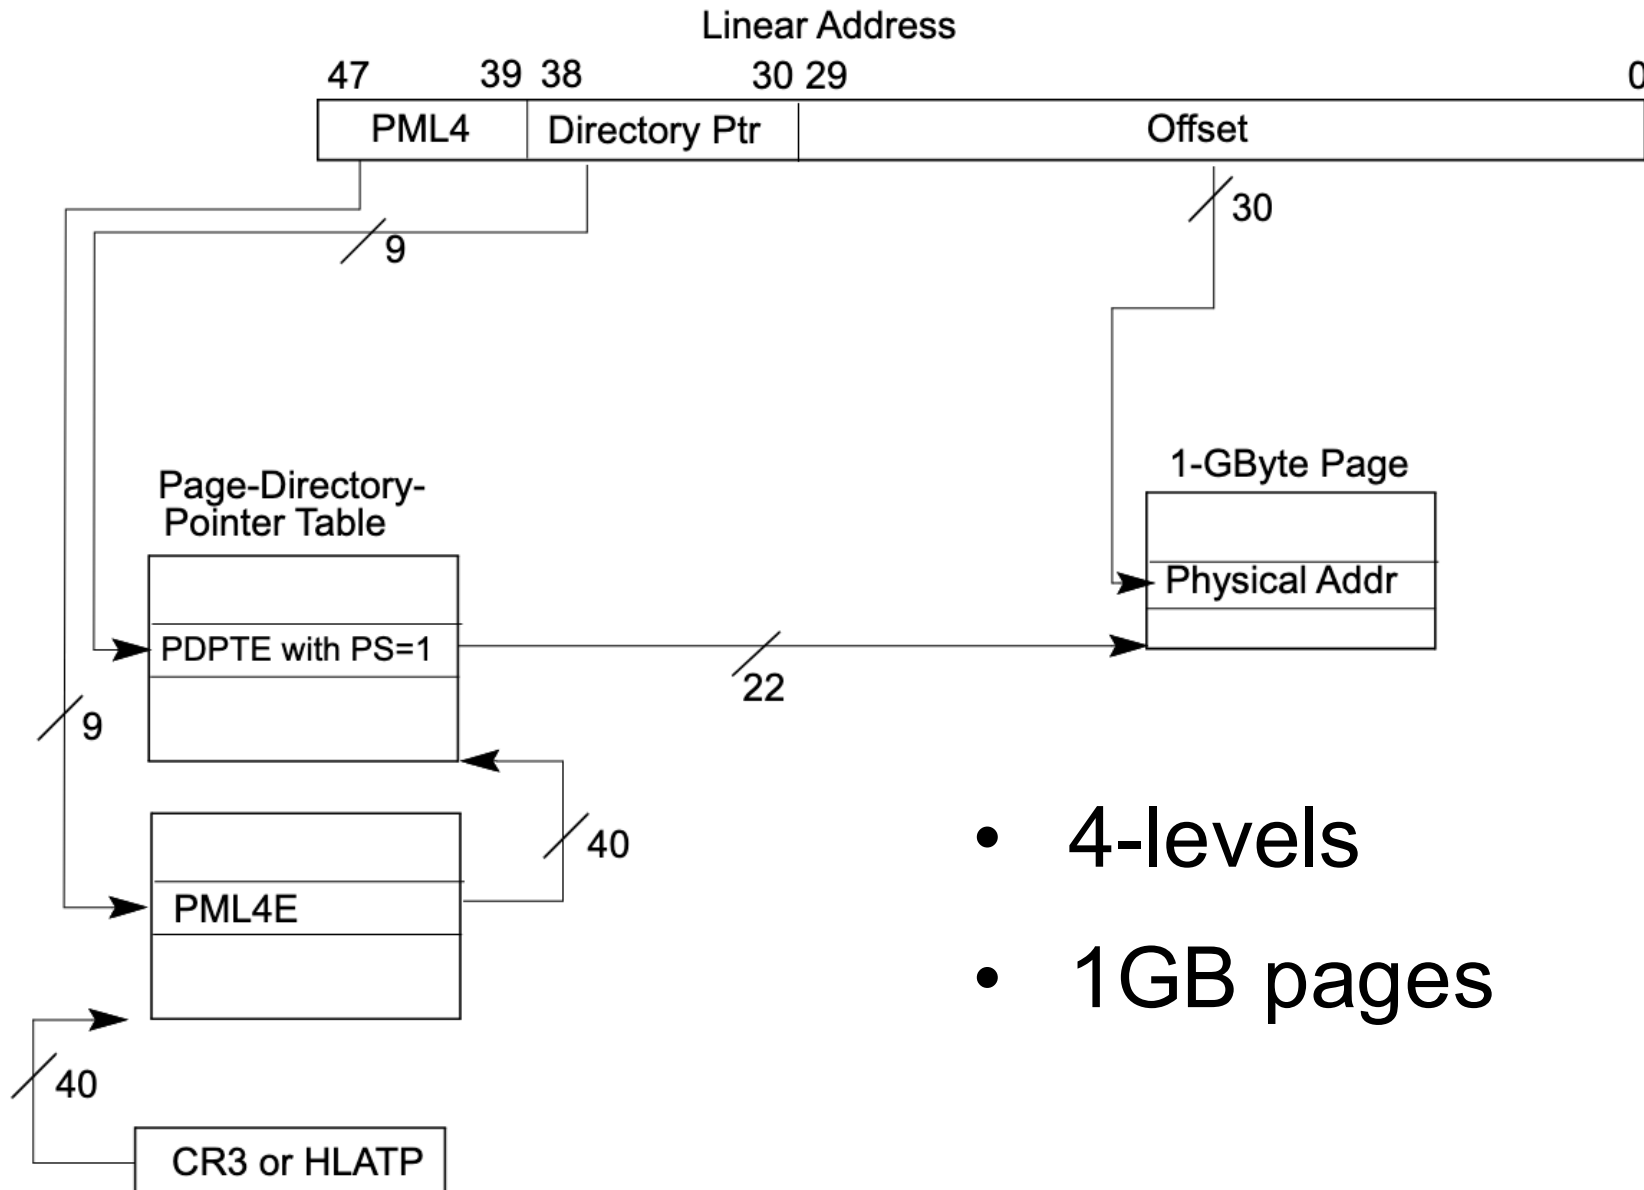 Linear Address
47 39 38 30 29 0
PML4 Directory Ptr Offset
9
30
1-GByte Page
Page-Directory-
Pointer Table
Physical Addr
PDPTE with PS=1
22
9
40
PML4E
40
CR3 or HLATP
• 4-levels
• 1GB pages